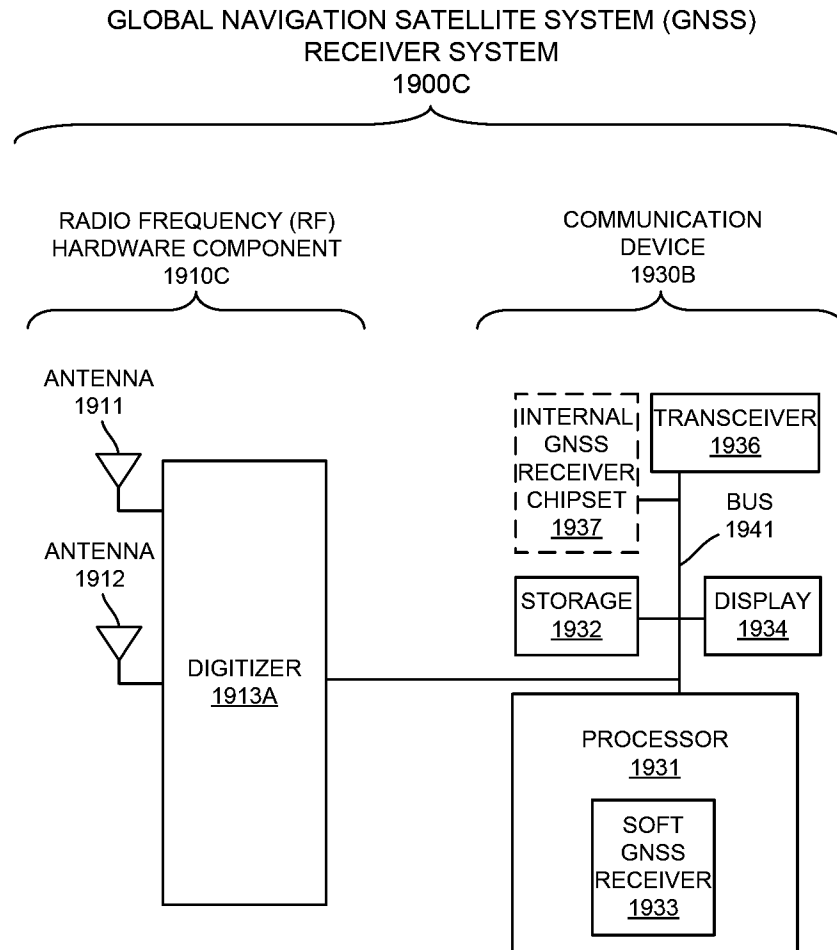 GLOBAL NAVIGATION SATELLITE SYSTEM (GNSS)
RECEIVER SYSTEM
1900C
RADIO FREQUENCY (RF)
HARDWARE COMPONENT
1910C
COMMUNICATION
DEVICE
1930B
ANTENNA
1911
ANTENNA
1912
DIGITIZER
1913A
INTERNAL
GNSS
RECEIVER
CHIPSET
1937
TRANSCEIVER
1936
BUS
1941
STORAGE
1932
DISPLAY
1934
PROCESSOR
1931
SOFT
GNSS
RECEIVER
1933